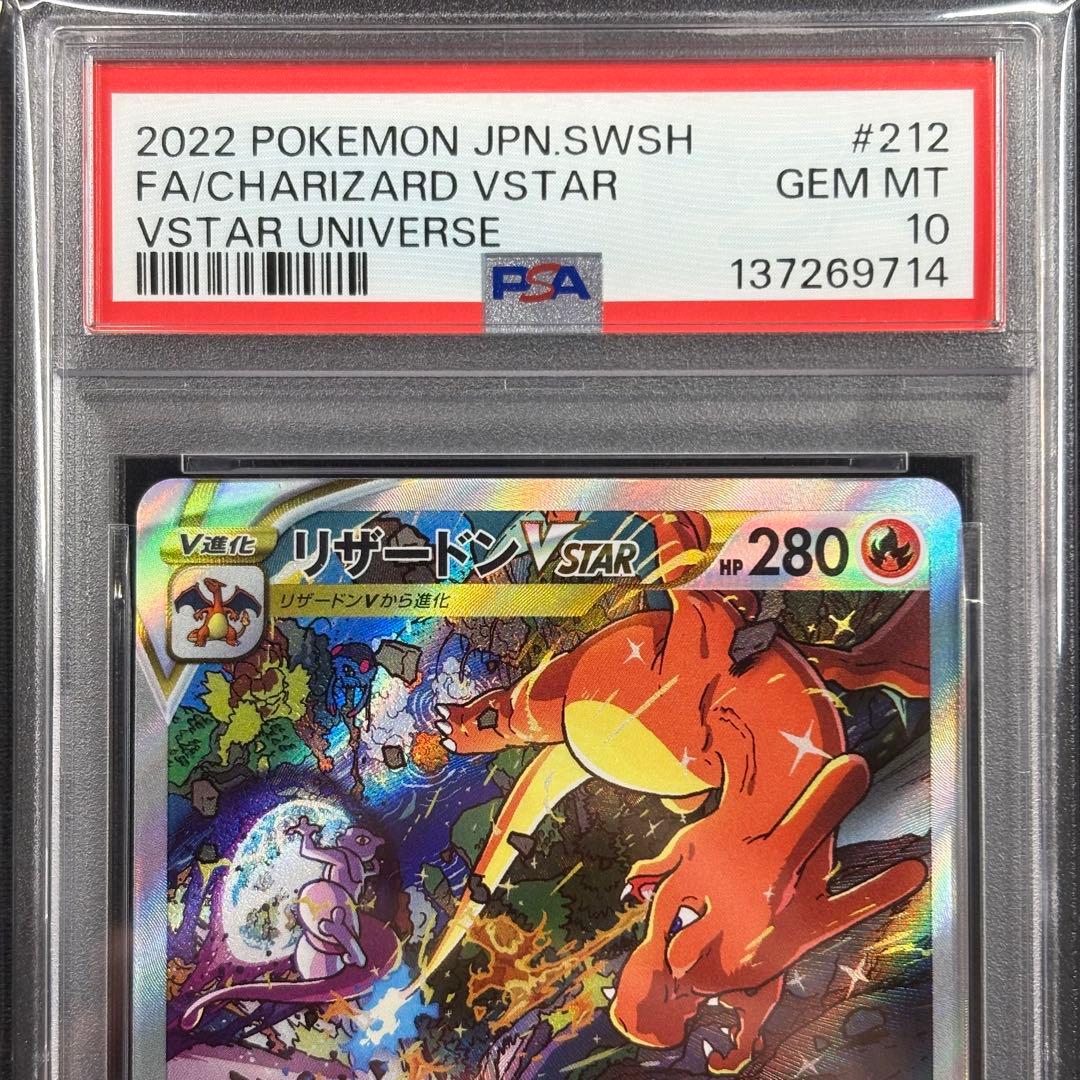 2022 POKEMON JPN.SWSH #212
FA/CHARIZARD VSTAR GEM MT
VSTAR UNIVERSE 10
PSA 137269714
V進化 リザードンVSTAR HP 280
リザードンVから進化